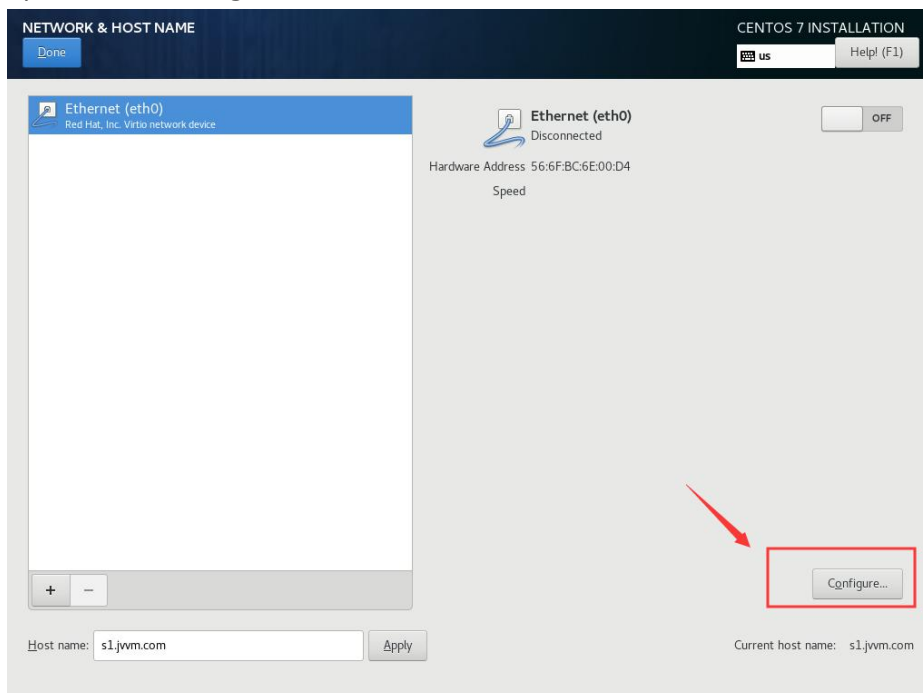 NETWORK & HOST NAME
CENTOS 7 INSTALLATION
Done
us
Help! (F1)
Ethernet (eth0)
Red Hat, Inc. Virtio network device
Ethernet (eth0)
Disconnected
OFF
Hardware Address 56:6F:BC:6E:00:D4
Speed
+ −
Configure...
Host name: s1.jvvm.com
Apply
Current host name: s1.jvvm.com